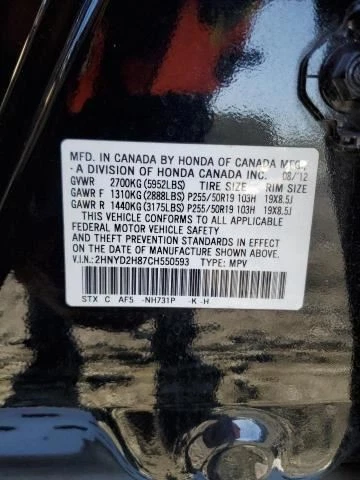 MFD. IN CANADA BY HONDA OF CANADA MFG.,
- A DIVISION OF HONDA CANADA INC. 08/12
GVWR 2700KG (5952LBS) TIRE SIZE RIM SIZE
GAWR F 1310KG (2888LBS) P255/50R19 103H 19X8.5J
GAWR R 1440KG (3175LBS) P255/50R19 103H 19X8.5J
THIS VEHICLE CONFORMS TO ALL APPLICABLE
FEDERAL MOTOR VEHICLE SAFETY
STANDARDS IN EFFECT
ON THE DATE OF MANUFACTURE SHOWN ABOVE.
V.I.N.: 2HNYD2H87CH550593 TYPE: MPV
STX C AF5 -NH731P -K -H